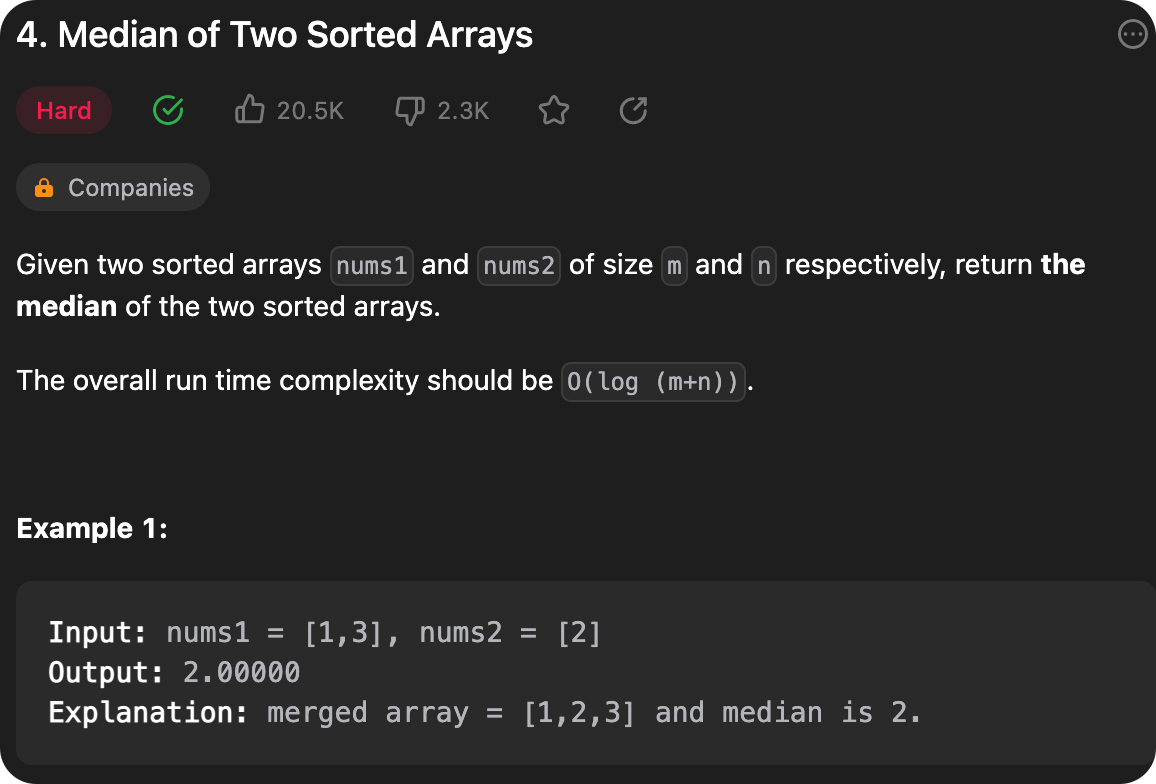 4. Median of Two Sorted Arrays
Hard 20.5K 2.3K
Companies
Given two sorted arrays nums1 and nums2 of size m and n respectively, return the
median of the two sorted arrays.
The overall run time complexity should be O(log (m+n)).
Example 1:
Input: nums1 = [1,3], nums2 = [2]
Output: 2.00000
Explanation: merged array = [1,2,3] and median is 2.